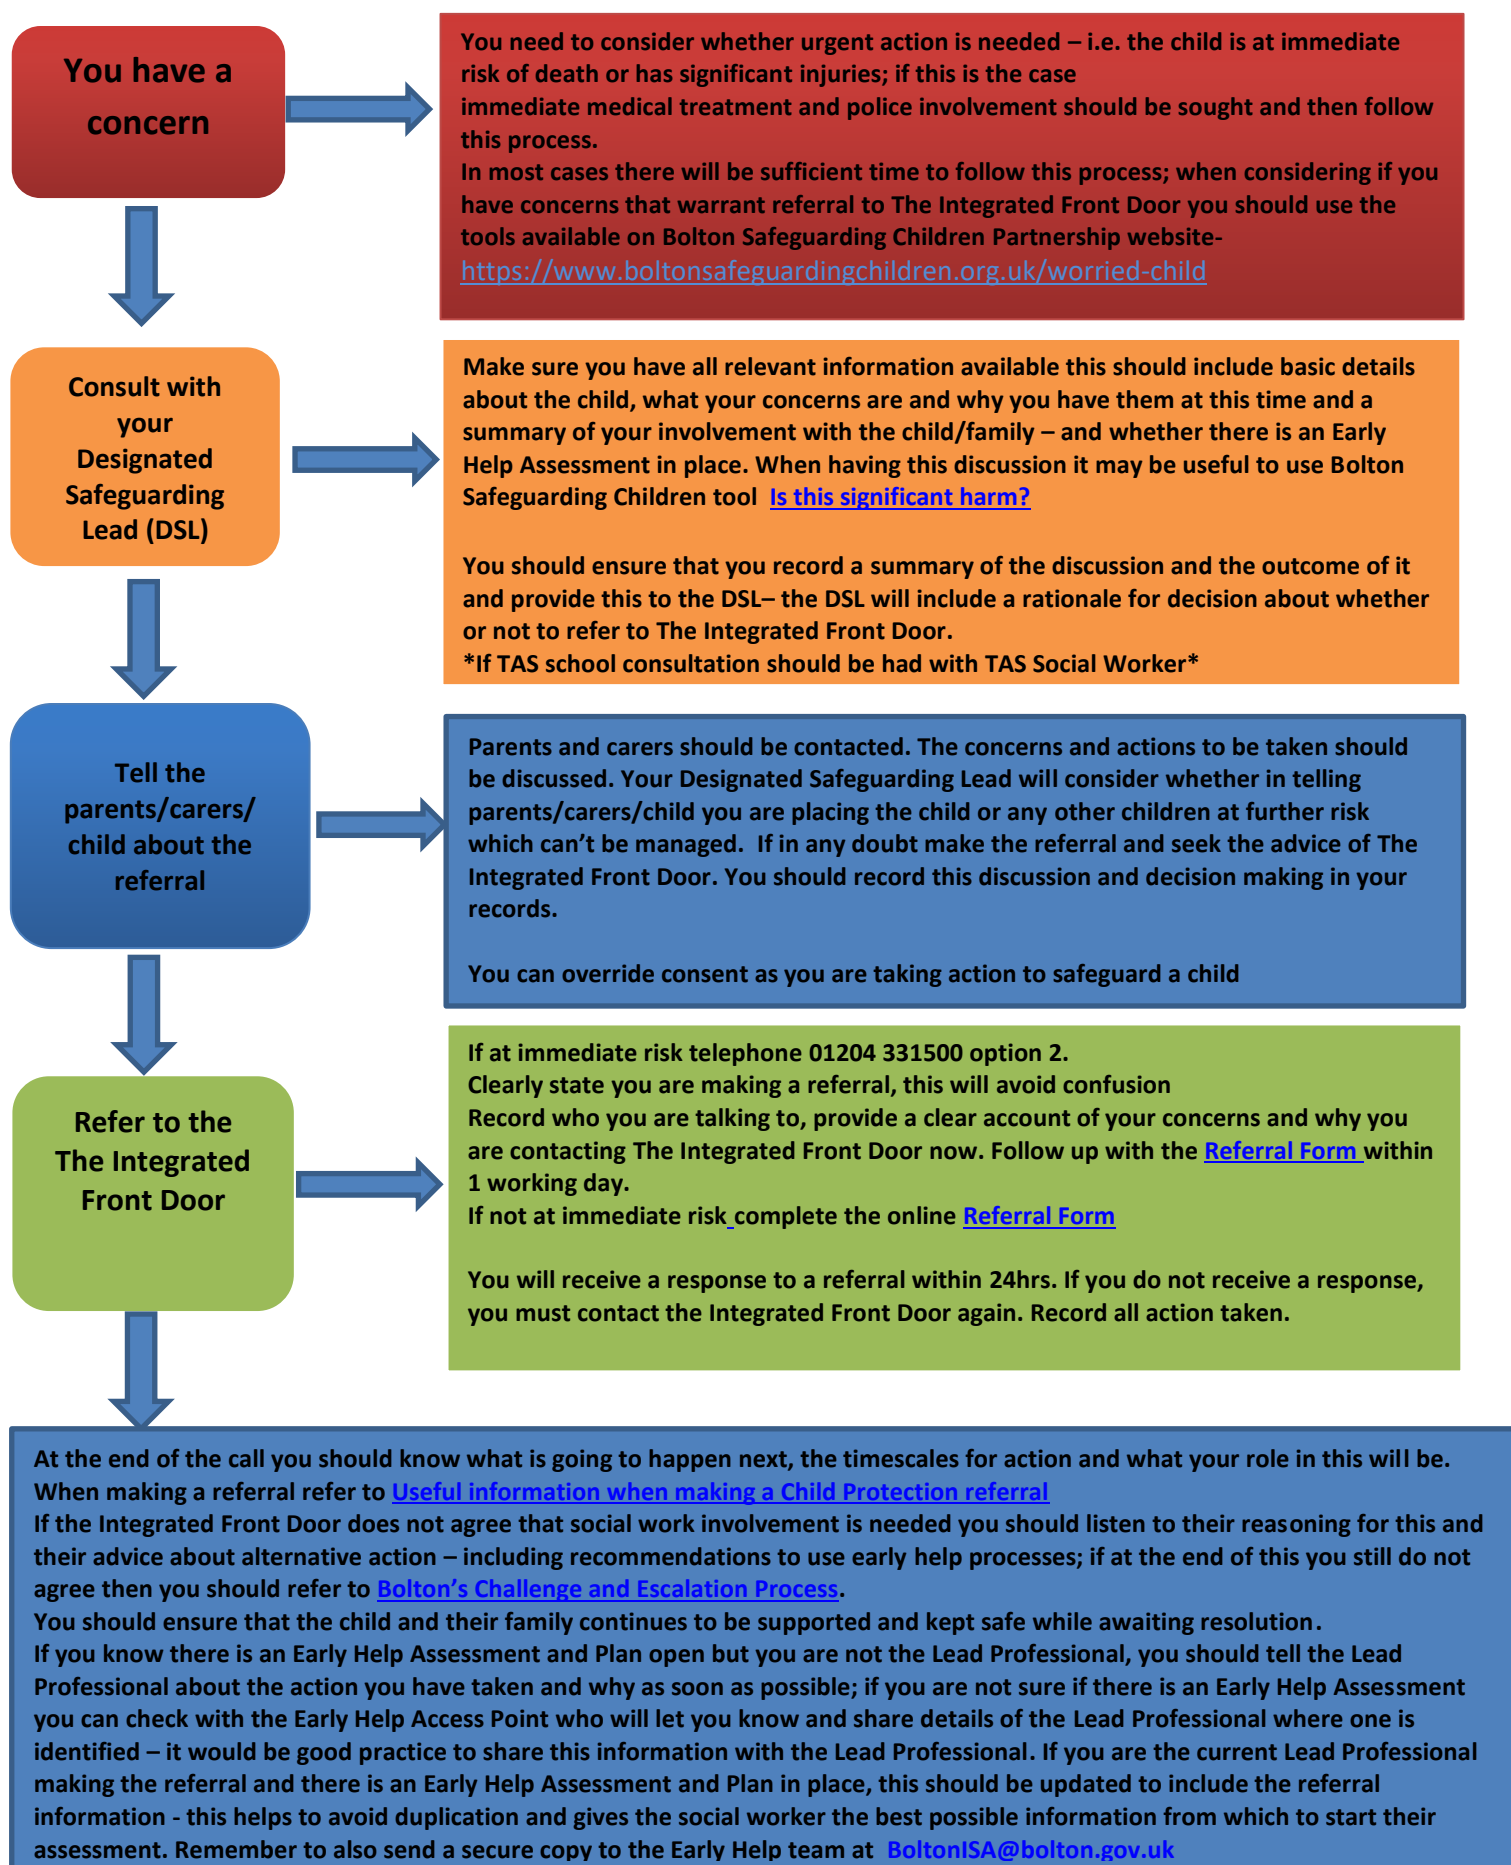 You have a
concern
You need to consider whether urgent action is needed – i.e. the child is at immediate
risk of death or has significant injuries; if this is the case
immediate medical treatment and police involvement should be sought and then follow
this process.
In most cases there will be sufficient time to follow this process; when considering if you
have concerns that warrant referral to The Integrated Front Door you should use the
tools available on Bolton Safeguarding Children Partnership website-
https://www.boltonsafeguardingchildren.org.uk/worried-child
Consult with
your
Designated
Safeguarding
Lead (DSL)
Make sure you have all relevant information available this should include basic details
about the child, what your concerns are and why you have them at this time and a
summary of your involvement with the child/family – and whether there is an Early
Help Assessment in place. When having this discussion it may be useful to use Bolton
Safeguarding Children tool  Is this significant harm?
You should ensure that you record a summary of the discussion and the outcome of it
and provide this to the DSL– the DSL will include a rationale for decision about whether
or not to refer to The Integrated Front Door.
*If TAS school consultation should be had with TAS Social Worker*
Tell the
parents/carers/
child about the
referral
Parents and carers should be contacted. The concerns and actions to be taken should
be discussed. Your Designated Safeguarding Lead will consider whether in telling
parents/carers/child you are placing the child or any other children at further risk
which can't be managed.  If in any doubt make the referral and seek the advice of The
Integrated Front Door. You should record this discussion and decision making in your
records.
You can override consent as you are taking action to safeguard a child
Refer to the
The Integrated
Front Door
If at immediate risk telephone 01204 331500 option 2.
Clearly state you are making a referral, this will avoid confusion
Record who you are talking to, provide a clear account of your concerns and why you
are contacting The Integrated Front Door now. Follow up with the Referral Form within
1 working day.
If not at immediate risk complete the online Referral Form
You will receive a response to a referral within 24hrs. If you do not receive a response,
you must contact the Integrated Front Door again. Record all action taken.
At the end of the call you should know what is going to happen next, the timescales for action and what your role in this will be.
When making a referral refer to Useful information when making a Child Protection referral
If the Integrated Front Door does not agree that social work involvement is needed you should listen to their reasoning for this and
their advice about alternative action – including recommendations to use early help processes; if at the end of this you still do not
agree then you should refer to Bolton's Challenge and Escalation Process.
You should ensure that the child and their family continues to be supported and kept safe while awaiting resolution.
If you know there is an Early Help Assessment and Plan open but you are not the Lead Professional, you should tell the Lead
Professional about the action you have taken and why as soon as possible; if you are not sure if there is an Early Help Assessment
you can check with the Early Help Access Point who will let you know and share details of the Lead Professional where one is
identified – it would be good practice to share this information with the Lead Professional. If you are the current Lead Professional
making the referral and there is an Early Help Assessment and Plan in place, this should be updated to include the referral
information - this helps to avoid duplication and gives the social worker the best possible information from which to start their
assessment. Remember to also send a secure copy to the Early Help team at  BoltonISA@bolton.gov.uk